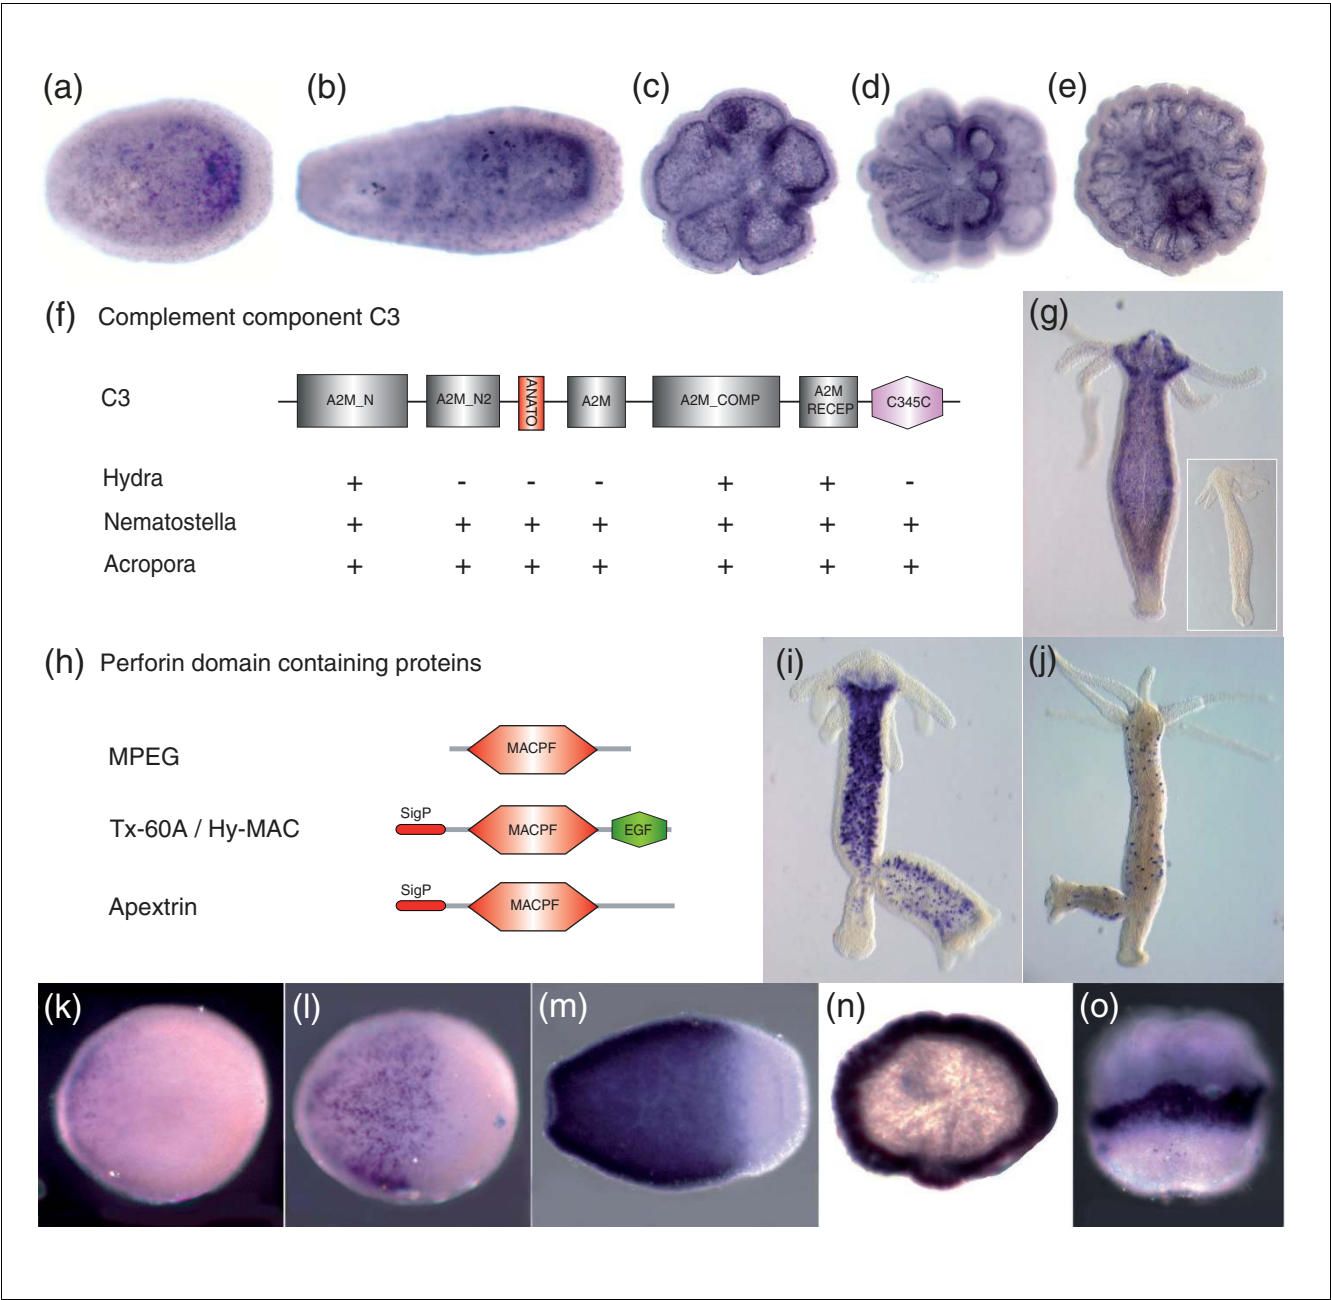 (a) (b) (c) (d) (e)
(f) Complement component C3
(g)
C3 A2M_N A2M_N2 ANATO A2M A2M_COMP A2M RECEP C345C
Hydra + - - - + + -
Nematostella + + + + + + +
Acropora + + + + + + +
(h) Perforin domain containing proteins
(i) (j)
MPEG MACPF
SigP
Tx-60A / Hy-MAC MACPF EGF
SigP
Apextrin MACPF
(k) (l) (m) (n) (o)